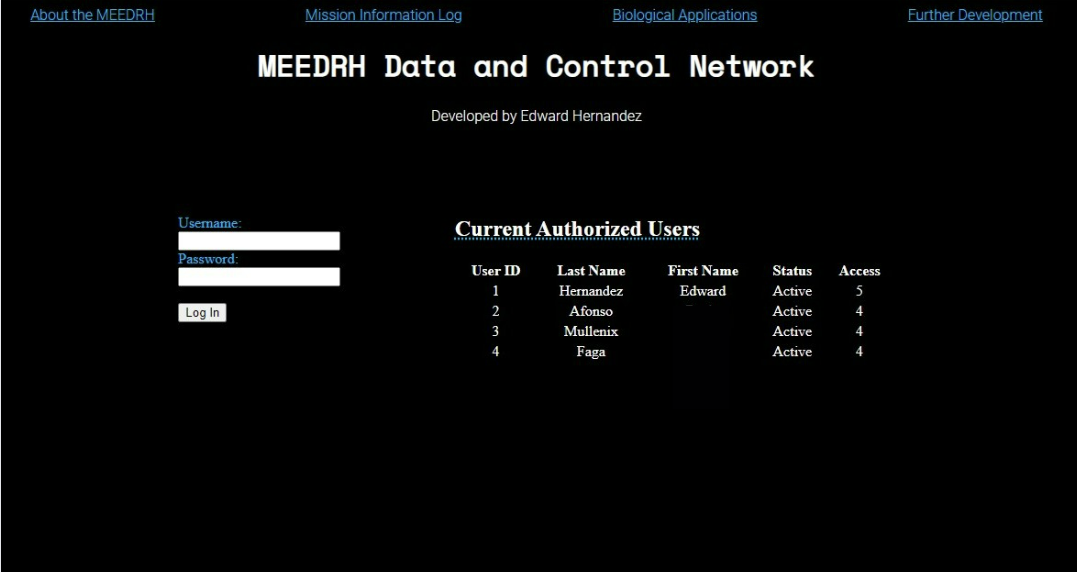 About the MEEDRH Mission Information Log Biological Applications Further Development
MEEDRH Data and Control Network
Developed by Edward Hernandez
Username:
Password:
Log In
Current Authorized Users
User ID Last Name First Name Status Access
1 Hernandez Edward Active 5
2 Afonso Active 4
3 Mullenix Active 4
4 Faga Active 4